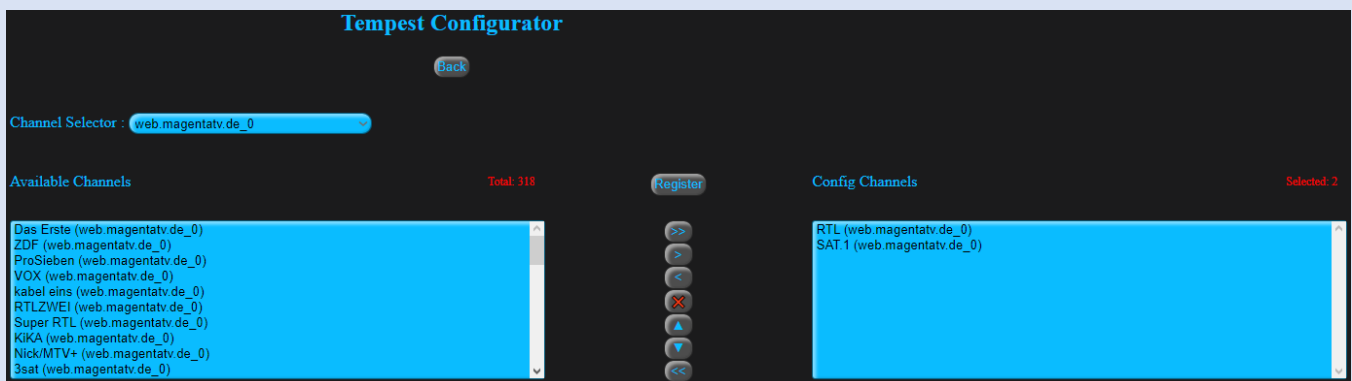 Tempest Configurator
Back
Channel Selector : web.magentatv.de_0
Available Channels Total: 318 Register Config Channels Selected: 2
Das Erste (web.magentatv.de_0)
ZDF (web.magentatv.de_0)
ProSieben (web.magentatv.de_0)
VOX (web.magentatv.de_0)
kabel eins (web.magentatv.de_0)
RTLZWEI (web.magentatv.de_0)
Super RTL (web.magentatv.de_0)
KiKA (web.magentatv.de_0)
Nick/MTV+ (web.magentatv.de_0)
3sat (web.magentatv.de_0)
>>
>
<
<<
RTL (web.magentatv.de_0)
SAT.1 (web.magentatv.de_0)